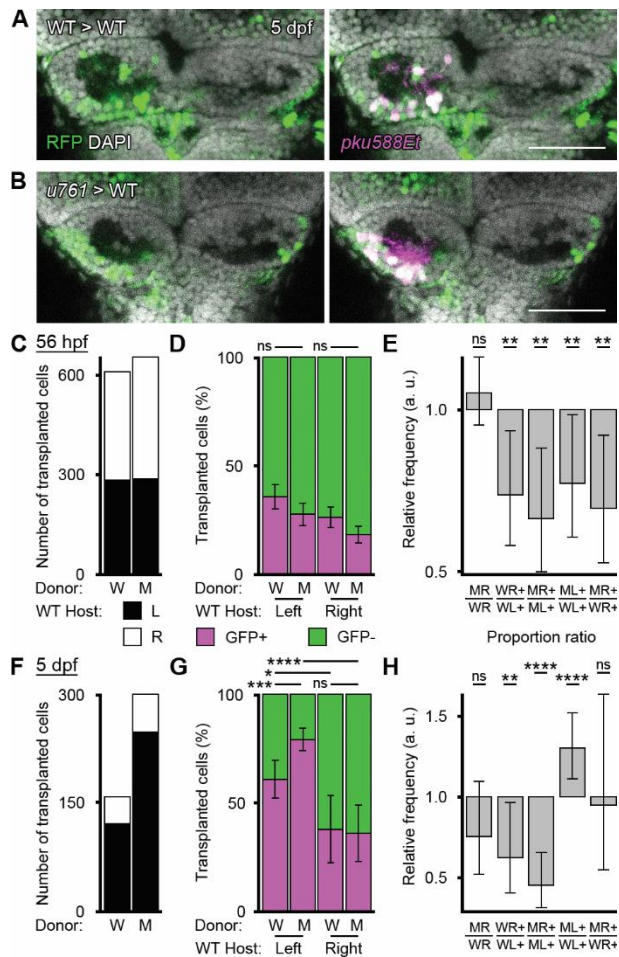 A
WT > WT
5 dpf
RFP DAPI
pku588Et
B
u761 > WT
C
56 hpf
Number of transplanted cells
600
300
0
Donor: W M
WT Host: L
R
D
ns ns
Transplanted cells (%)
100
50
0
Donor: W M W M
WT Host: Left Right
GFP+ GFP-
E
ns ** ** ** **
Relative frequency (a. u.)
1.0
0.5
MR WR+ MR+ ML+ MR+
WR WL+ ML+ WL+ WR+
Proportion ratio
F
5 dpf
Number of transplanted cells
300
150
0
Donor: W M
G
****
*
*** ns
Transplanted cells (%)
100
50
0
Donor: W M W M
WT Host: Left Right
H
ns ** **** **** ns
Relative frequency (a. u.)
1.5
1.0
0.5
MR WR+ MR+ ML+ MR+
WR WL+ ML+ WL+ WR+